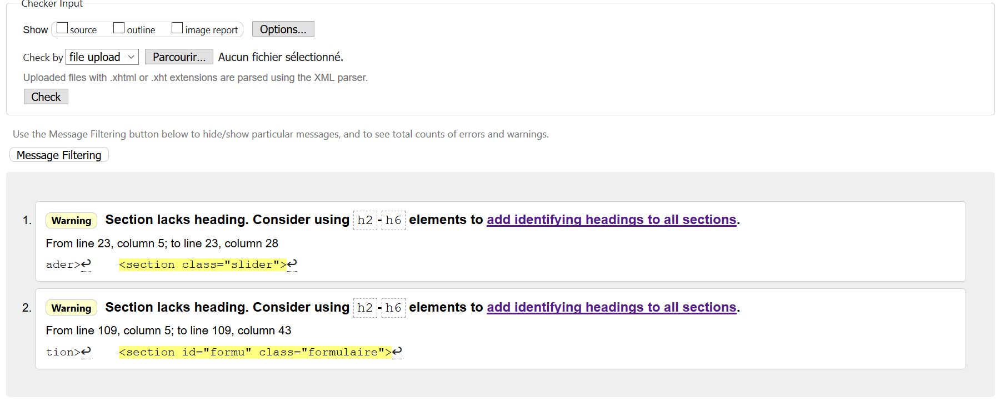 Checker Input
Show source outline image report Options...
Check by file upload Parcourir... Aucun fichier sélectionné.
Uploaded files with .xhtml or .xht extensions are parsed using the XML parser.
Check
Use the Message Filtering button below to hide/show particular messages, and to see total counts of errors and warnings.
Message Filtering
1. Warning Section lacks heading. Consider using h2-h6 elements to add identifying headings to all sections.
From line 23, column 5; to line 23, column 28
ader>↩ <section class="slider">↩
2. Warning Section lacks heading. Consider using h2-h6 elements to add identifying headings to all sections.
From line 109, column 5; to line 109, column 43
tion>↩ <section id="formu" class="formulaire">↩